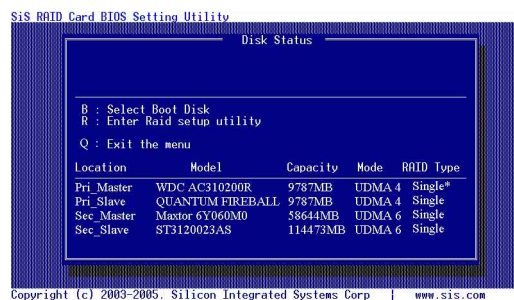 SiS RAID Card BIOS Setting Utility
Disk Status
B : Select Boot Disk
R : Enter Raid setup utility
Q : Exit the menu
Location Model Capacity Mode RAID Type
Pri_Master WDC AC310200R 9787MB UDMA 4 Single*
Pri_Slave QUANTUM FIREBALL 9787MB UDMA 4 Single
Sec_Master Maxtor 6Y060M0 58644MB UDMA 6 Single
Sec_Slave ST3120023AS 114473MB UDMA 6 Single
Copyright (c) 2003-2005. Silicon Integrated Systems Corp | www.sis.com